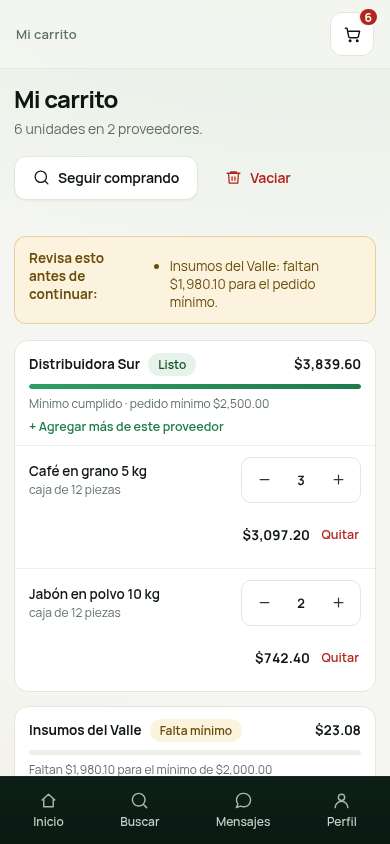 Mi carrito
6
Mi carrito
6 unidades en 2 proveedores.
Seguir comprando
Vaciar
Revisa esto
antes de
continuar:
• Insumos del Valle: faltan
$1,980.10 para el pedido
mínimo.
Distribuidora Sur Listo $3,839.60
Mínimo cumplido · pedido mínimo $2,500.00
+ Agregar más de este proveedor
Café en grano 5 kg
caja de 12 piezas
− 3 +
$3,097.20 Quitar
Jabón en polvo 10 kg
caja de 12 piezas
− 2 +
$742.40 Quitar
Insumos del Valle Falta mínimo $23.08
Faltan $1,980.10 para el mínimo de $2,000.00
Inicio Buscar Mensajes Perfil